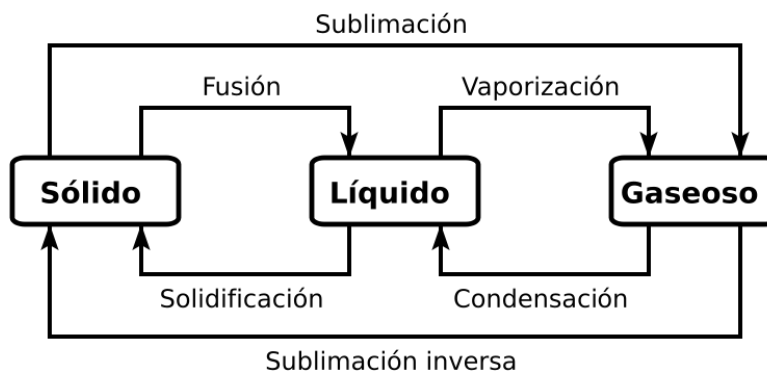 Sublimación
Fusión
Vaporización
Sólido
Líquido
Gaseoso
Solidificación
Condensación
Sublimación inversa